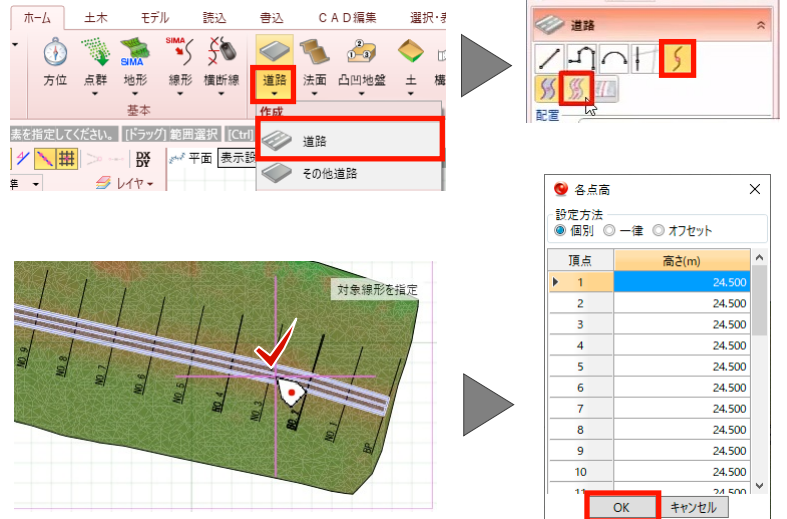 ホーム 土木 モデル 読込 書込 CAD編集 選択・
SIMA SIMA
方位 点群 地形 線形 横断線 道路 法面 凸凹地盤 土
基本 作成
素を指定してください。 [ドラッグ] 範囲選択 [Ctrl]
道路
DX DY 平面 表示設
その他道路
準 レイヤ
道路
配置
対象線形を指定
NO.9
NO.8
NO.7
NO.6
NO.5
NO.4
NO.3
NO.2
NO.1
BP
各点高
設定方法
個別 一律 オフセット
頂点 高さ(m)
1 24.500
2 24.500
3 24.500
4 24.500
5 24.500
6 24.500
7 24.500
8 24.500
9 24.500
10 24.500
11 24.500
OK キャンセル